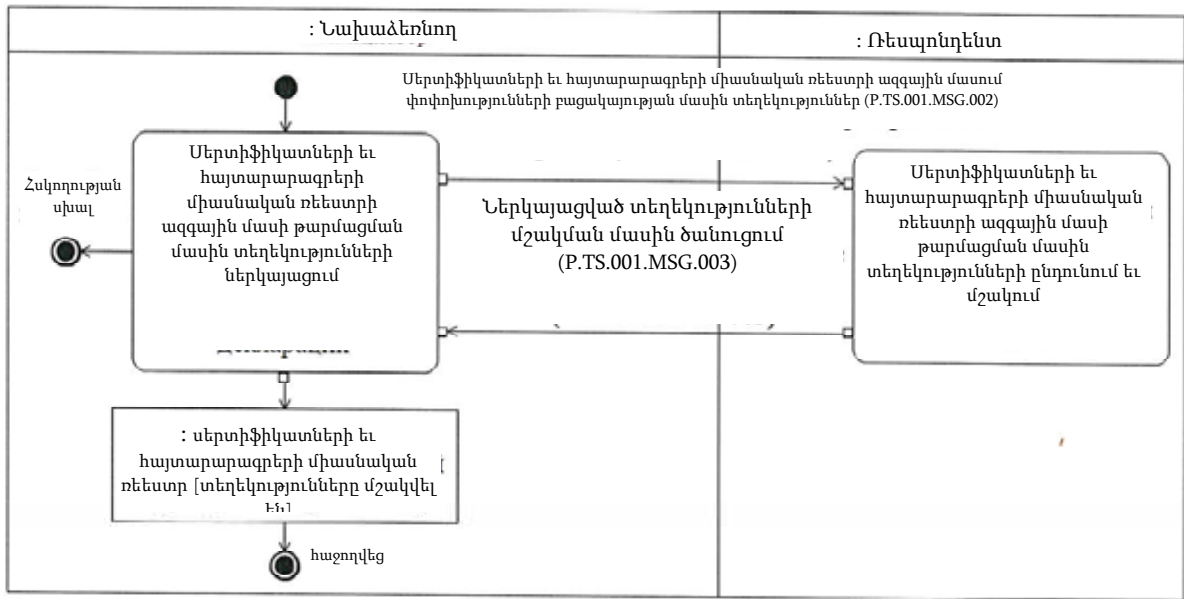 : Նախաձեռնող
: Ռեսպոնդենտ
Սերտիֆիկատների եւ հայտարարագրերի միասնական ռեեստրի ազգային մասում
փոփոխությունների բացակայության մասին տեղեկություններ (P.TS.001.MSG.002)
Սերտիֆիկատների եւ
հայտարարագրերի
միասնական ռեեստրի
ազգային մասի թարմացման
մասին տեղեկությունների
ներկայացում
Հսկողության
սխալ
Ներկայացված տեղեկությունների
մշակման մասին ծանուցում
(P.TS.001.MSG.003)
Սերտիֆիկատների եւ
հայտարարագրերի միասնական
ռեեստրի ազգային մասի
թարմացման մասին
տեղեկությունների ընդունում եւ
մշակում
: սերտիֆիկատների եւ
հայտարարագրերի միասնական
ռեեստր [տեղեկությունները մշակվել
են]
հաջողվեց